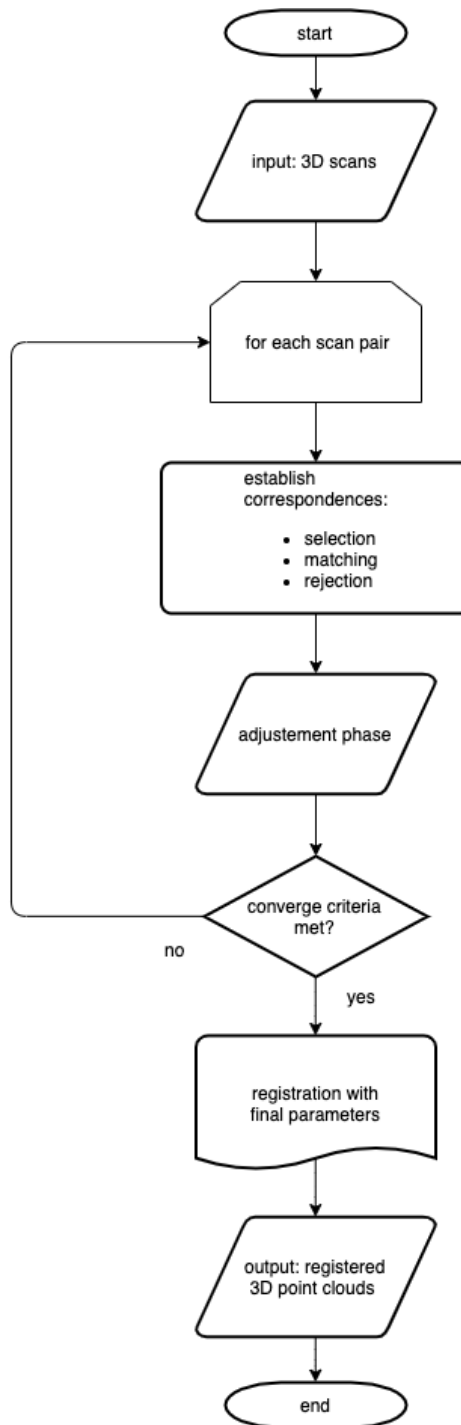 start
input: 3D scans
for each scan pair
establish
correspondences:
• selection
• matching
• rejection
adjustement phase
converge criteria
met?
no
yes
registration with
final parameters
output: registered
3D point clouds
end